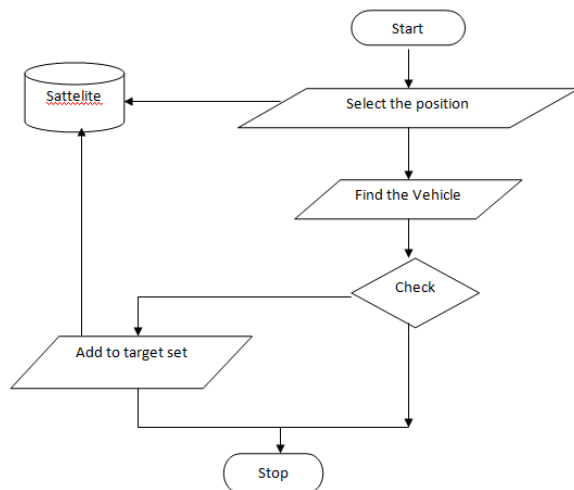 Start
Sattelite
Select the position
Find the Vehicle
Check
Add to target set
Stop